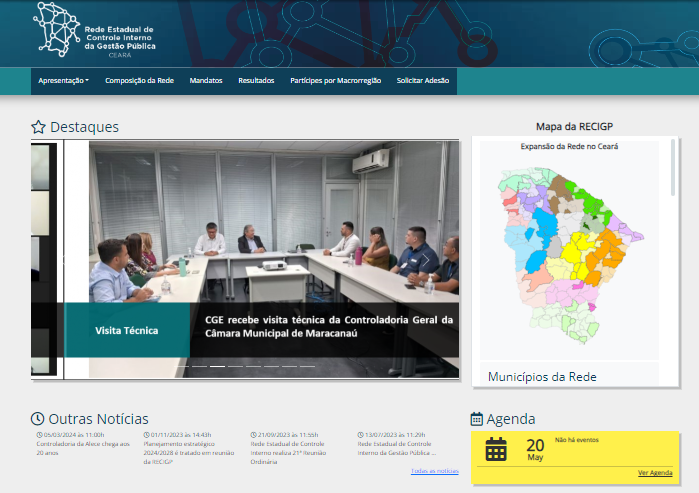 Rede Estadual de
Controle Interno
da Gestão Pública
CEARÁ
Apresentação Composição da Rede Mandatos Resultados Partícipes por Macrorregião Solicitar Adesão
Destaques
Visita Técnica
CGE recebe visita técnica da Controladoria Geral da
Câmara Municipal de Maracanaú
Mapa da RECIGP
Expansão da Rede no Ceará
Municípios da Rede
Outras Notícias
05/03/2024 às 11:00h
Controladoria da Alece chega aos
20 anos
01/11/2023 às 14:43h
Planejamento estratégico
2024/2028 é tratado em reunião
da RECIGP
21/09/2023 às 11:55h
Rede Estadual de Controle
Interno realiza 21ª Reunião
Ordinária
13/07/2023 às 11:29h
Rede Estadual de Controle
Interno da Gestão Pública ...
Todas as notícias
Agenda
20
May
Não há eventos
Ver Agenda